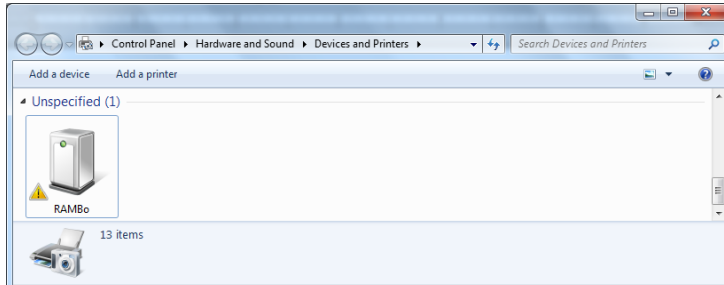 Control Panel Hardware and Sound Devices and Printers Search Devices and Printers
Add a device Add a printer
Unspecified (1)
RAMBo
13 items